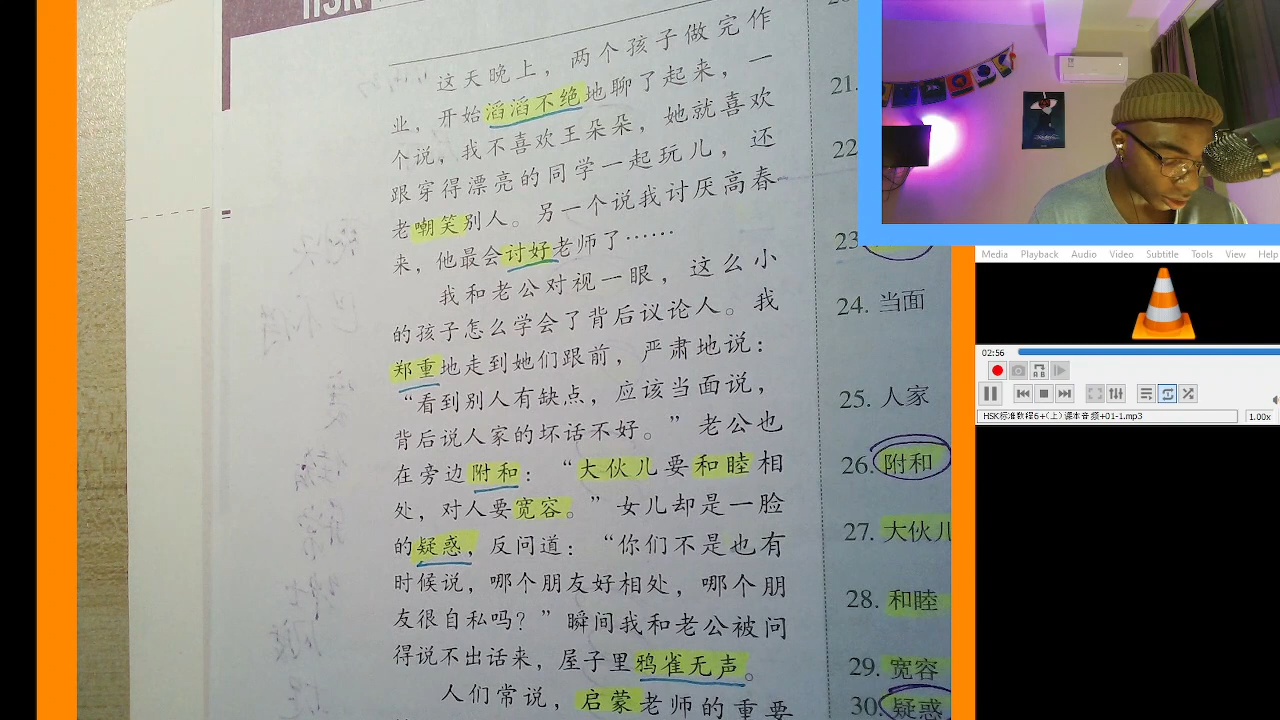 HSK
这天晚上，两个孩子做完作
业，开始滔滔不绝地聊了起来，一
个说，我不喜欢王朵朵，她就喜欢
跟穿得漂亮的同学一起玩儿，还
老嘲笑别人。另一个说我讨厌高春
来，他最会讨好老师了……
我和老公对视一眼，这么小
的孩子怎么学会了背后议论人。我
郑重地走到她们跟前，严肃地说：
“看到别人有缺点，应该当面说，
背后说人家的坏话不好。”老公也
在旁边附和：“大伙儿要和睦相
处，对人要宽容。”女儿却是一脸
的疑惑，反问道：“你们不是也有
时候说，哪个朋友好相处，哪个朋
友很自私吗？”瞬间我和老公被问
得说不出话来，屋子里鸦雀无声。
人们常说，启蒙老师的重要
21.
22
23
24. 当面
25. 人家
26. 附和
27. 大伙儿
28. 和睦
29. 宽容
30. 疑惑
Media Playback Audio Video Subtitle Tools View Help
02:56
HSK标准教程6+(上)课本音频+01-1.mp3
1.00x